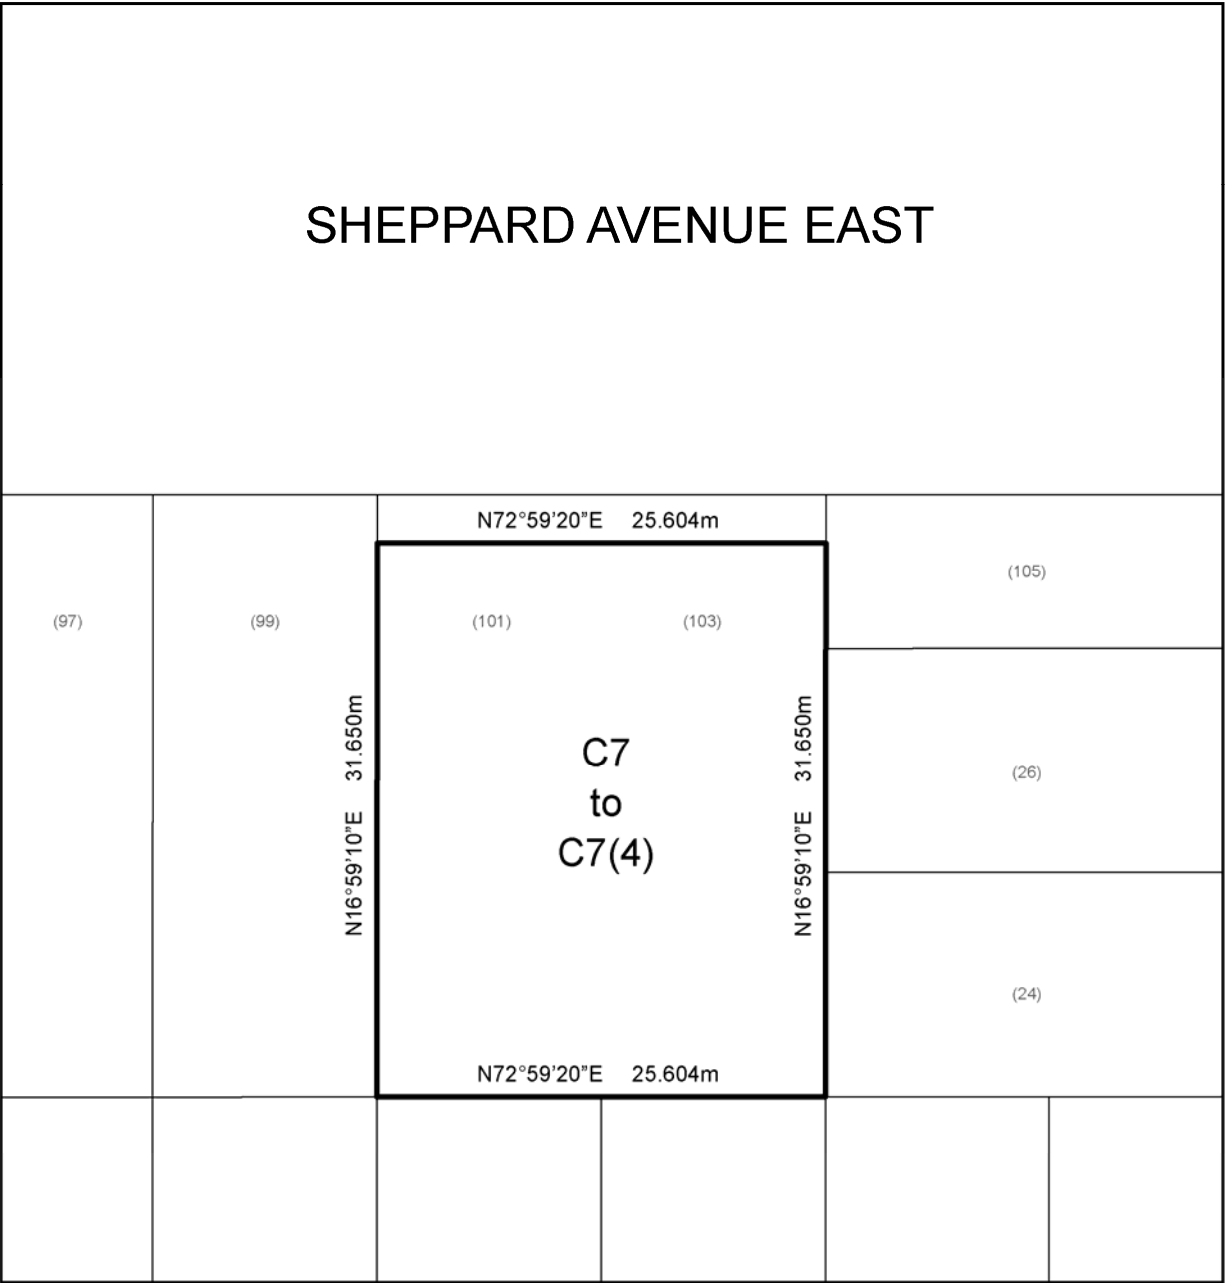 SHEPPARD AVENUE EAST
N72°59’20”E 25.604m
(105)
(97)
(99)
(101)
(103)
N16°59’10”E 31.650m
N16°59’10”E 31.650m
C7
to
C7(4)
(26)
(24)
N72°59’20”E 25.604m